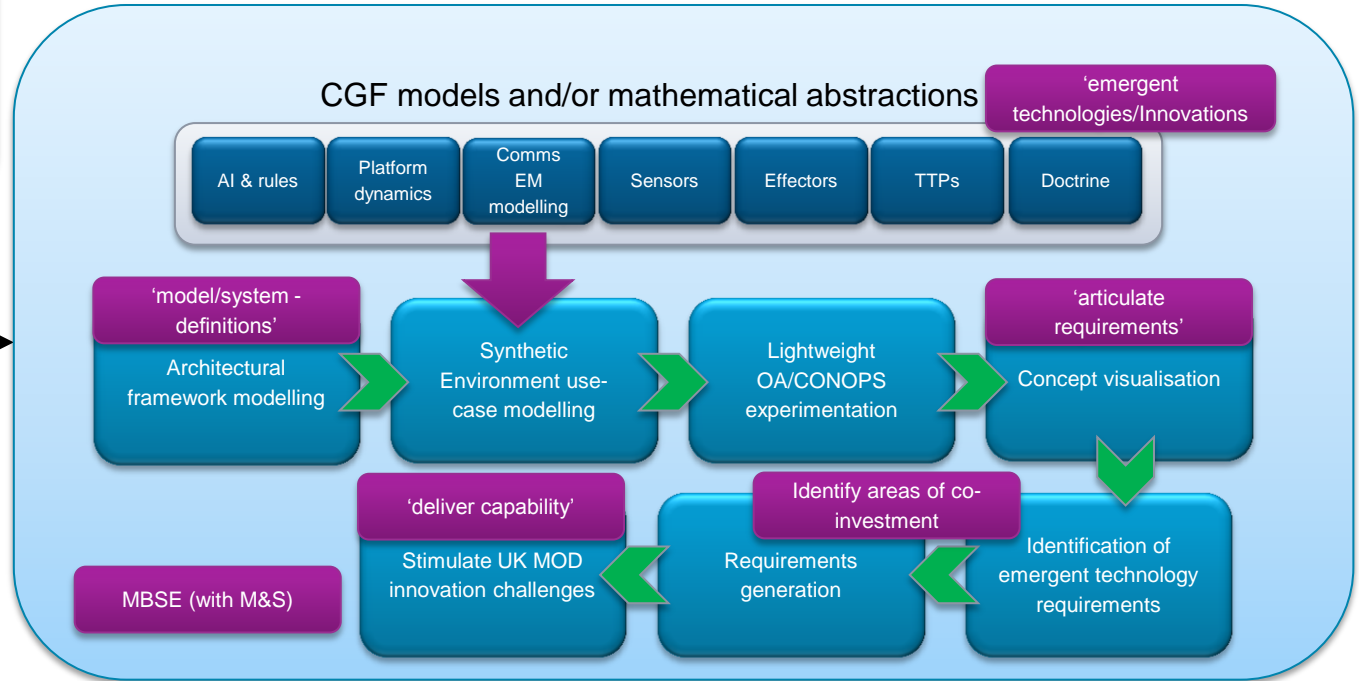 CGF models and/or mathematical abstractions
‘emergent
technologies/Innovations
AI & rules
Platform
dynamics
Comms
EM
modelling
Sensors
Effectors
TTPs
Doctrine
‘model/system -
definitions’
Architectural
framework modelling
Synthetic
Environment use-
case modelling
Lightweight
OA/CONOPS
experimentation
‘articulate
requirements’
Concept visualisation
‘deliver capability’
Stimulate UK MOD
innovation challenges
Identify areas of co-
investment
Requirements
generation
Identification of
emergent technology
requirements
MBSE (with M&S)